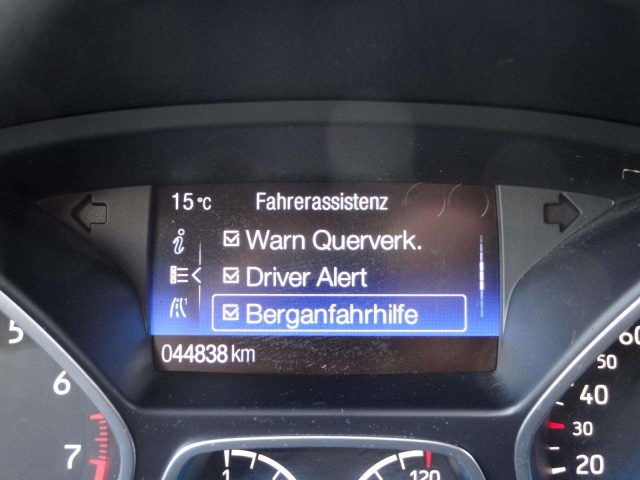 15 °C Fahrerassistenz
Warn Querverk.
Driver Alert
Berganfahrhilfe
044838 km
5
6
7
1
120
60
50
40
30
20